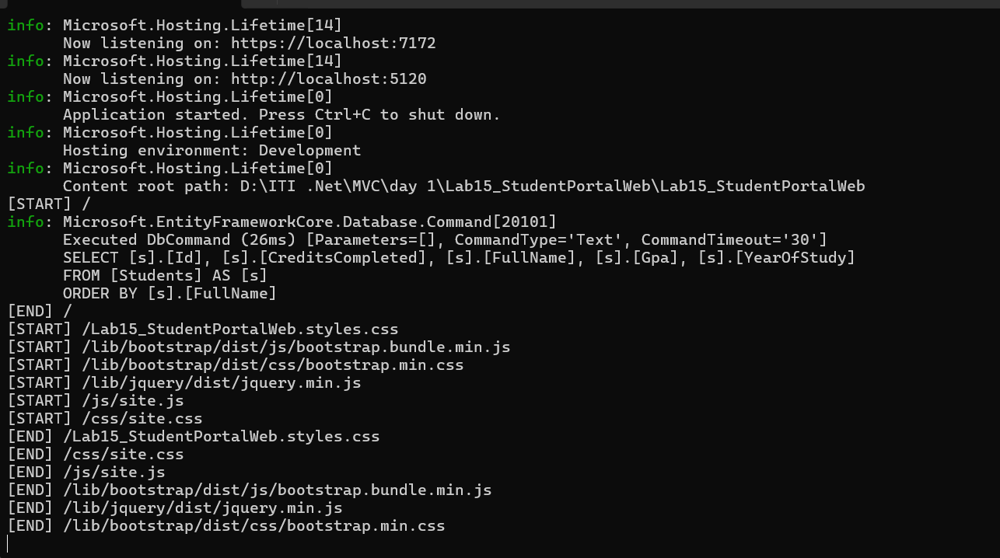 info: Microsoft.Hosting.Lifetime[14]
      Now listening on: https://localhost:7172
info: Microsoft.Hosting.Lifetime[14]
      Now listening on: http://localhost:5120
info: Microsoft.Hosting.Lifetime[0]
      Application started. Press Ctrl+C to shut down.
info: Microsoft.Hosting.Lifetime[0]
      Hosting environment: Development
info: Microsoft.Hosting.Lifetime[0]
      Content root path: D:\ITI .Net\MVC\day 1\Lab15_StudentPortalWeb\Lab15_StudentPortalWeb
[START] /
info: Microsoft.EntityFrameworkCore.Database.Command[20101]
      Executed DbCommand (26ms) [Parameters=[], CommandType='Text', CommandTimeout='30']
      SELECT [s].[Id], [s].[CreditsCompleted], [s].[FullName], [s].[Gpa], [s].[YearOfStudy]
      FROM [Students] AS [s]
      ORDER BY [s].[FullName]
[END] /
[START] /Lab15_StudentPortalWeb.styles.css
[START] /lib/bootstrap/dist/js/bootstrap.bundle.min.js
[START] /lib/bootstrap/dist/css/bootstrap.min.css
[START] /lib/jquery/dist/jquery.min.js
[START] /js/site.js
[START] /css/site.css
[END] /Lab15_StudentPortalWeb.styles.css
[END] /css/site.css
[END] /js/site.js
[END] /lib/bootstrap/dist/js/bootstrap.bundle.min.js
[END] /lib/jquery/dist/jquery.min.js
[END] /lib/bootstrap/dist/css/bootstrap.min.css